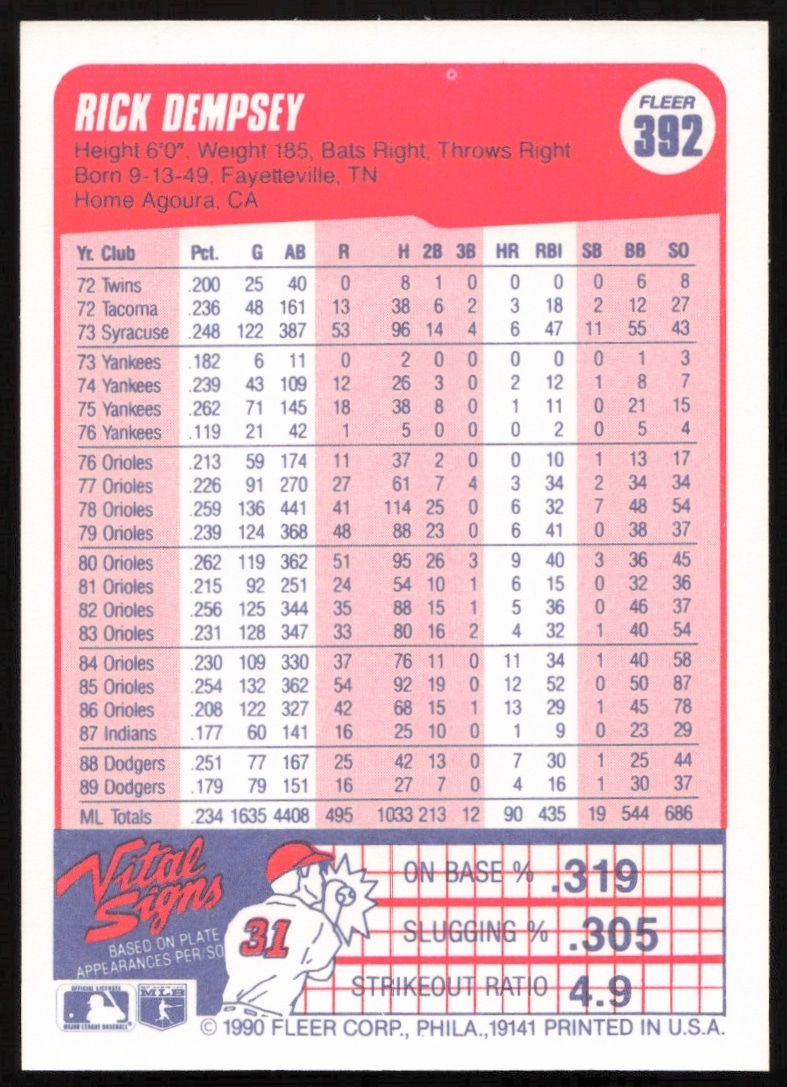 RICK DEMPSEY
FLEER
392
Height 6'0", Weight 185, Bats Right, Throws Right
Born 9-13-49, Fayetteville, TN
Home Agoura, CA
Yr. Club Pct. G AB R H 2B 3B HR RBI SB BB SO
72 Twins .200 25 40 0 8 1 0 0 0 0 6 8
72 Tacoma .236 48 161 13 38 6 2 3 18 2 12 27
73 Syracuse .248 122 387 53 96 14 4 6 47 11 55 43
73 Yankees .182 6 11 0 2 0 0 0 0 0 1 3
74 Yankees .239 43 109 12 26 3 0 2 12 1 8 7
75 Yankees .262 71 145 18 38 8 0 1 11 0 21 15
76 Yankees .119 21 42 1 5 0 0 0 2 0 5 4
76 Orioles .213 59 174 11 37 2 0 0 10 1 13 17
77 Orioles .226 91 270 27 61 7 4 3 34 2 34 34
78 Orioles .259 136 441 41 114 25 0 6 32 7 48 54
79 Orioles .239 124 368 48 88 23 0 6 41 0 38 37
80 Orioles .262 119 362 51 95 26 3 9 40 3 36 45
81 Orioles .215 92 251 24 54 10 1 6 15 0 32 36
82 Orioles .256 125 344 35 88 15 1 5 36 0 46 37
83 Orioles .231 128 347 33 80 16 2 4 32 1 40 54
84 Orioles .230 109 330 37 76 11 0 11 34 1 40 58
85 Orioles .254 132 362 54 92 19 0 12 52 0 50 87
86 Orioles .208 122 327 42 68 15 1 13 29 1 45 78
87 Indians .177 60 141 16 25 10 0 1 9 0 23 29
88 Dodgers .251 77 167 25 42 13 0 7 30 1 25 44
89 Dodgers .179 79 151 16 27 7 0 4 16 1 30 37
ML Totals .234 1635 4408 495 1033 213 12 90 435 19 544 686
Vital
Signs
BASED ON PLATE
APPEARANCES PER/SO
31
ON BASE % .319
SLUGGING % .305
STRIKEOUT RATIO 4.9
OFFICIAL LICENSEE
MAJOR LEAGUE BASEBALL
MLB
© 1990 FLEER CORP., PHILA.,19141 PRINTED IN U.S.A.